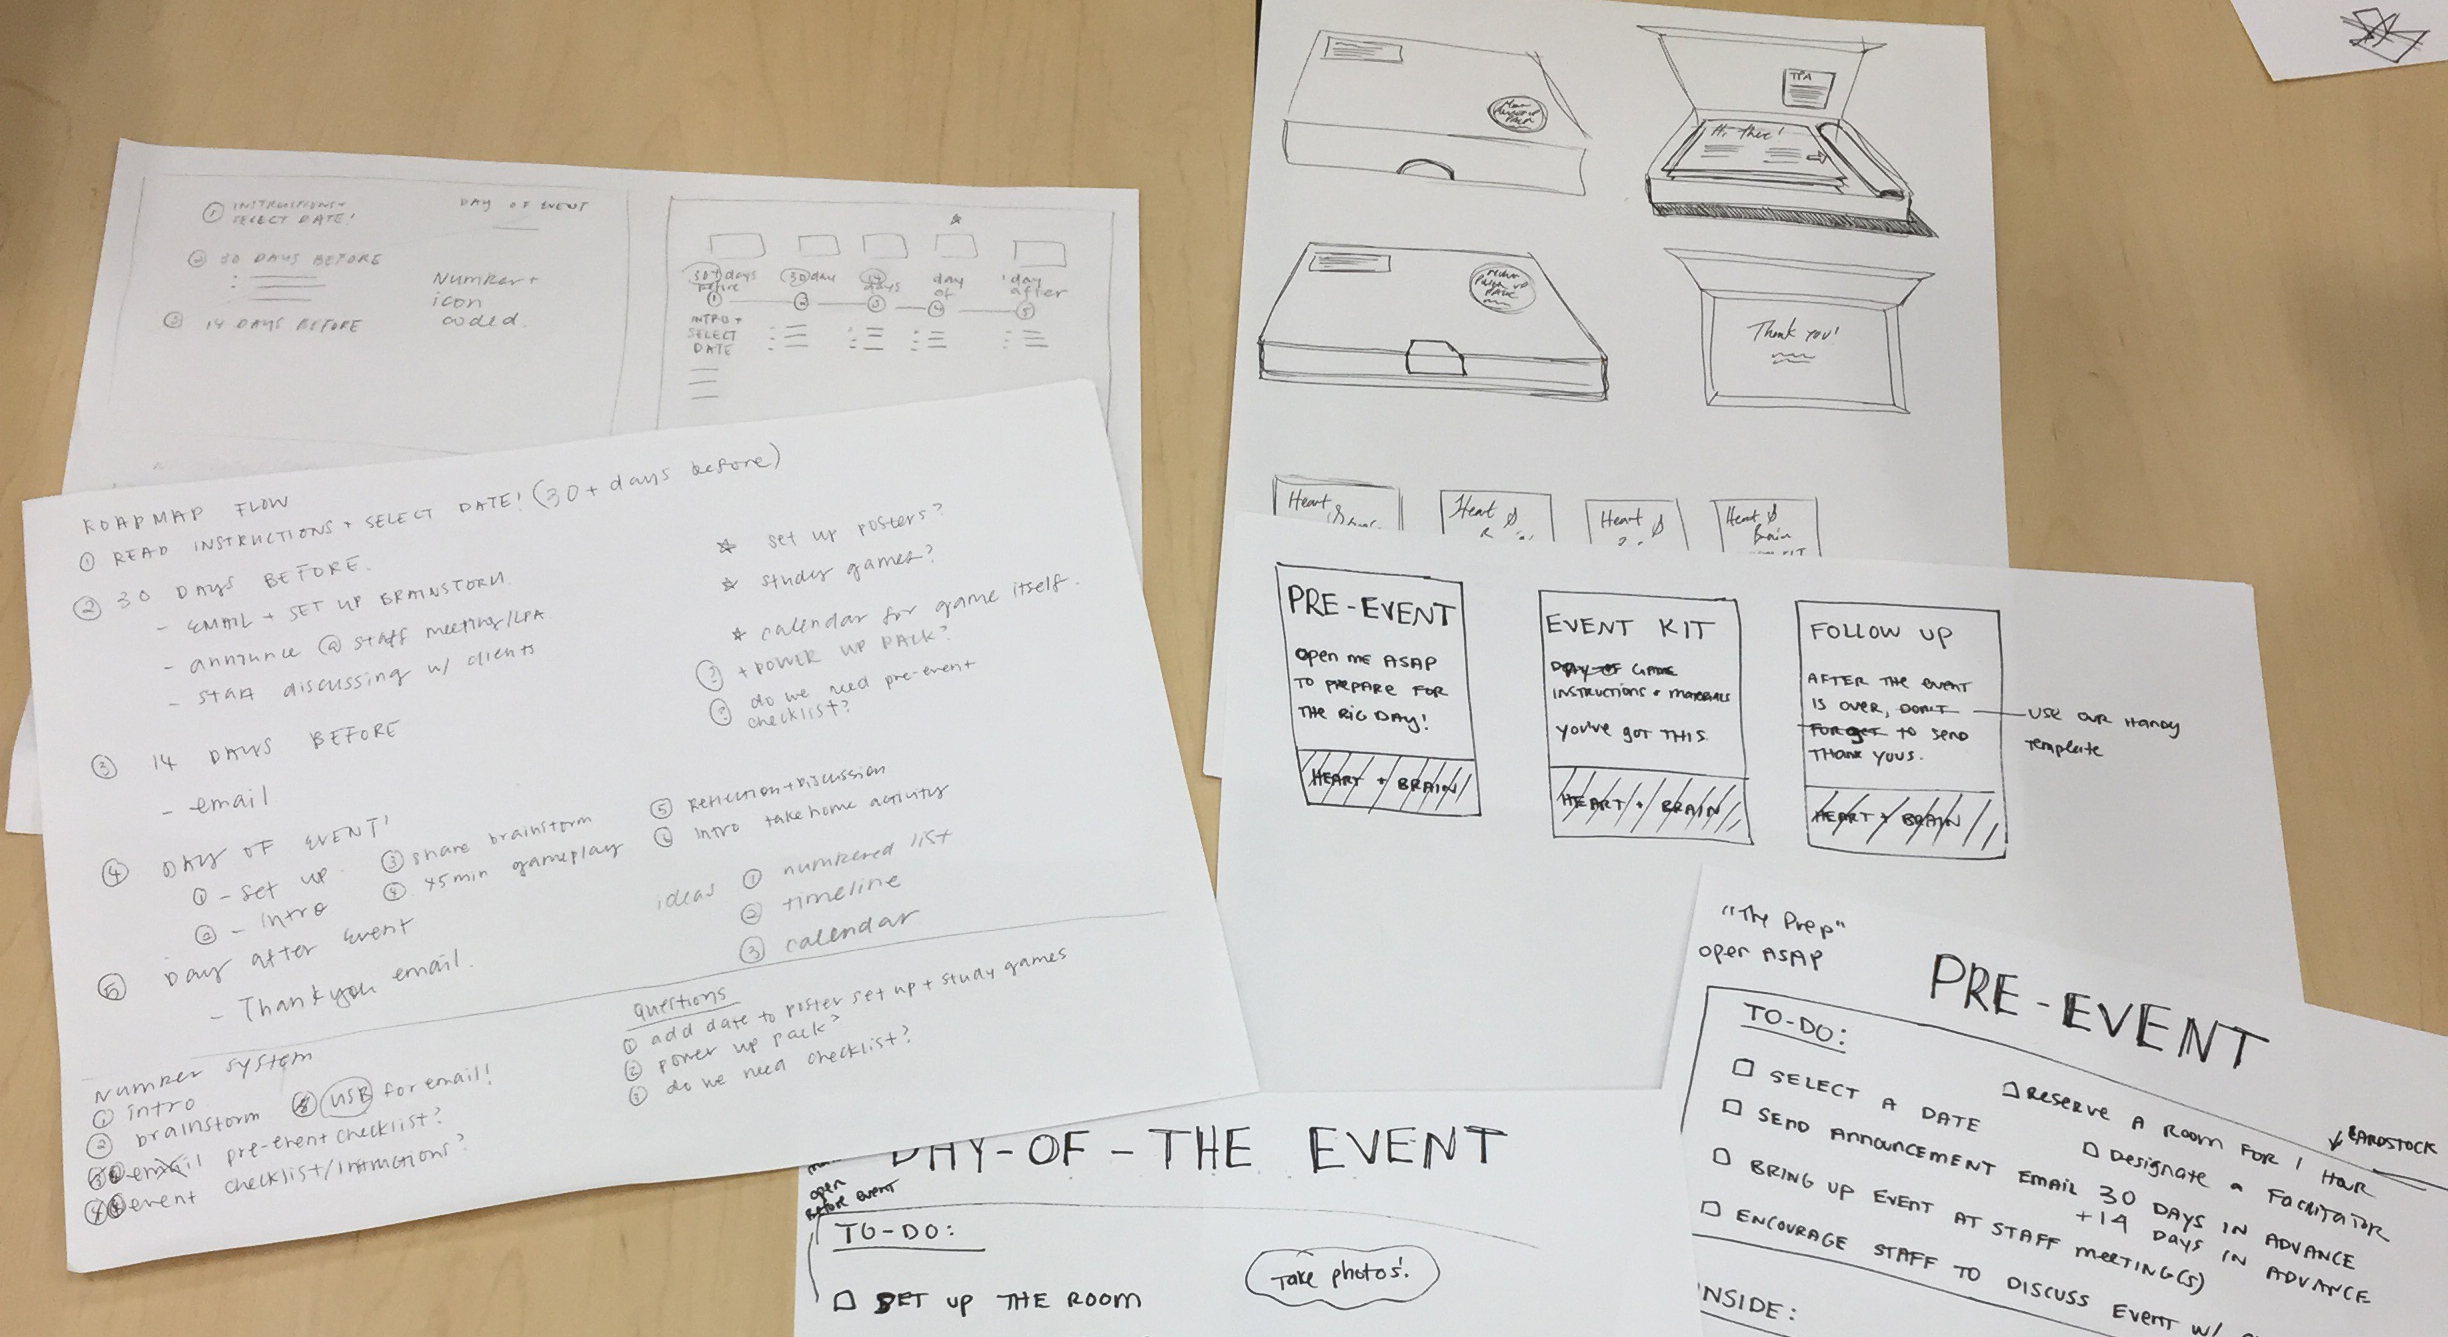 ① INSTRUCTIONS +
SELECT DATE!
② 30 DAYS BEFORE
③ 14 DAYS BEFORE
DAY OF EVENT
Number +
icon
coded.
30+ days
before
30 days
14
days
day
of
day
after
① ② ③ ④ ⑤
INTRO +
SELECT
DATE
ROADMAP FLOW
① READ INSTRUCTIONS + SELECT DATE! (30+ days before)
② 30 DAYS BEFORE.
- EMAIL + SET UP BRAINSTORM
- announce @ staff meeting/LPA
- start discussing w/ clients
③ 14 DAYS BEFORE
- email
④ DAY OF EVENT!
① - set up
② - intro
③ share brainstorm
④ 45min gameplay
⑤ Reflection + Discussion
⑥ Intro take home activity
⑤ Day after Event
- Thank you email.
☆ set up posters?
☆ study games?
☆ calendar for game itself.
? + POWER UP PACK?
? do we need pre-event
checklist?
ideas ① numbered list
② timeline
③ calendar
Number system
① intro
② brainstorm
USB for email!
email pre-event checklist?
event checklist/intructions?
Questions
① add date to poster set up + study games
② power up pack?
③ do we need checklist?
TPA
Hi there!
Thank you!
Heart &
Heart &
Heart &
Heart &
Brain
PRE-EVENT
OPEN ME ASAP
TO PREPARE FOR
THE BIG DAY!
HEART + BRAIN
EVENT KIT
DAY-OF GAME
INSTRUCTIONS + MATERIALS
YOU'VE GOT THIS
HEART + BRAIN
FOLLOW UP
AFTER THE EVENT
IS OVER, DON'T
FORGET TO SEND
THANK YOUS.
HEART + BRAIN
USE OUR HANDY
Template
"The Prep"
open ASAP
PRE-EVENT
TO-DO:
□ SELECT A DATE
□ SEND ANNOUNCEMENT EMAIL 30 DAYS IN ADVANCE
+14 DAYS IN ADVANCE
□ BRING UP EVENT AT STAFF MEETING(S)
□ ENCOURAGE STAFF TO DISCUSS EVENT W/
□ RESERVE A ROOM FOR 1 HOUR
□ Designate a FACILITATOR
↓ CARDSTOCK
INSIDE:
DAY-OF-THE EVENT
open
Before event
TO-DO:
□ SET UP THE ROOM
Take photos!